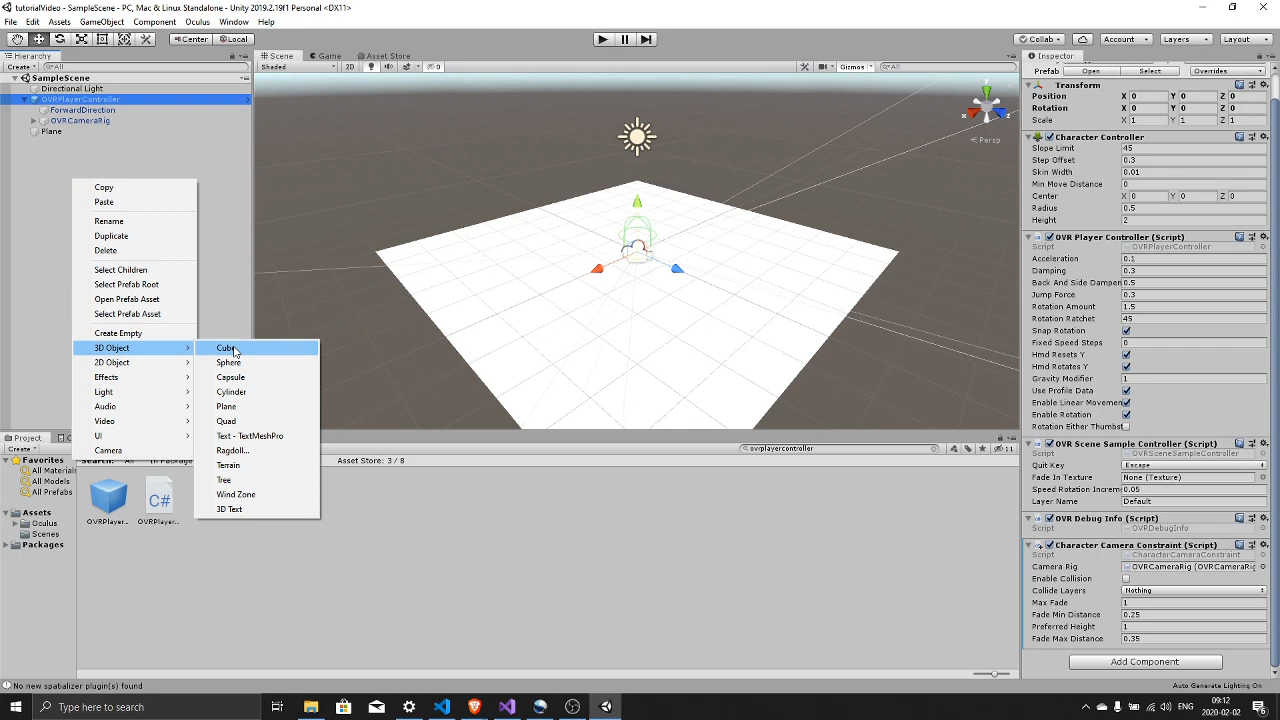 tutorialVideo - SampleScene - PC, Mac & Linux Standalone - Unity 2019.2.19f1 Personal <DX11>
File Edit Assets GameObject Component Oculus Window Help
Center Local
Collab Account Layers Layout
Hierarchy
Create All
SampleScene
Directional Light
OVRPlayerController
ForwardDirection
OVRCameraRig
Plane
Copy
Paste
Rename
Duplicate
Delete
Select Children
Select Prefab Root
Open Prefab Asset
Select Prefab Asset
Create Empty
3D Object
2D Object
Effects
Light
Audio
Video
UI
Camera
Cube
Sphere
Capsule
Cylinder
Plane
Quad
Text - TextMeshPro
Ragdoll...
Terrain
Tree
Wind Zone
3D Text
Scene Game Asset Store
Shaded 2D 0 Gizmos All
y
x z
Persp
Project
Create ovrplayercontroller 11
Search: In Packages Asset Store: 3 / 8
Favorites
All Material
All Models
All Prefabs
Assets
Oculus
Scenes
Packages
C#
OVRPlayer... OVRPlayer...
Inspector
Prefab Open Select Overrides
Transform
Position X 0 Y 0 Z 0
Rotation X 0 Y 0 Z 0
Scale X 1 Y 1 Z 1
Character Controller
Slope Limit 45
Step Offset 0.3
Skin Width 0.01
Min Move Distance 0
Center X 0 Y 0 Z 0
Radius 0.5
Height 2
OVR Player Controller (Script)
Script OVRPlayerController
Acceleration 0.1
Damping 0.3
Back And Side Dampen 0.5
Jump Force 0.3
Rotation Amount 1.5
Rotation Ratchet 45
Snap Rotation
Fixed Speed Steps 0
Hmd Resets Y
Hmd Rotates Y
Gravity Modifier 1
Use Profile Data
Enable Linear Movemen
Enable Rotation
Rotation Either Thumbst
OVR Scene Sample Controller (Script)
Script OVRSceneSampleController
Quit Key Escape
Fade In Texture None (Texture)
Speed Rotation Increm 0.05
Layer Name Default
OVR Debug Info (Script)
Script OVRDebugInfo
Character Camera Constraint (Script)
Script CharacterCameraConstraint
Camera Rig OVRCameraRig (OVRCameraRig
Enable Collision
Collide Layers Nothing
Max Fade 1
Fade Min Distance 0.25
Preferred Height 1
Fade Max Distance 0.35
Add Component
No new spatializer plugin(s) found
Auto Generate Lighting On
Type here to search
ENG
09:12
2020-02-02